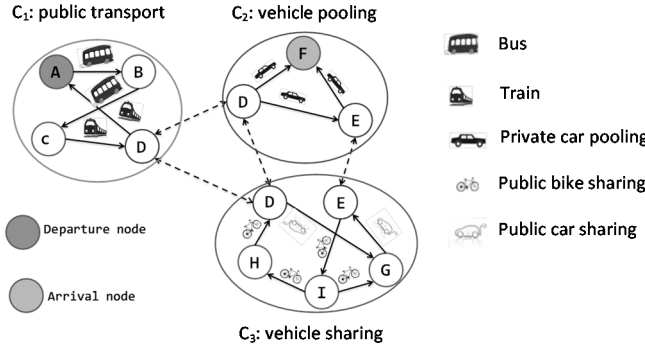 C₁: public transport
C₂: vehicle pooling
A
B
C
D
F
D
E
Bus
Train
Private car pooling
Public bike sharing
Public car sharing
D
E
H
G
I
Departure node
Arrival node
C₃: vehicle sharing